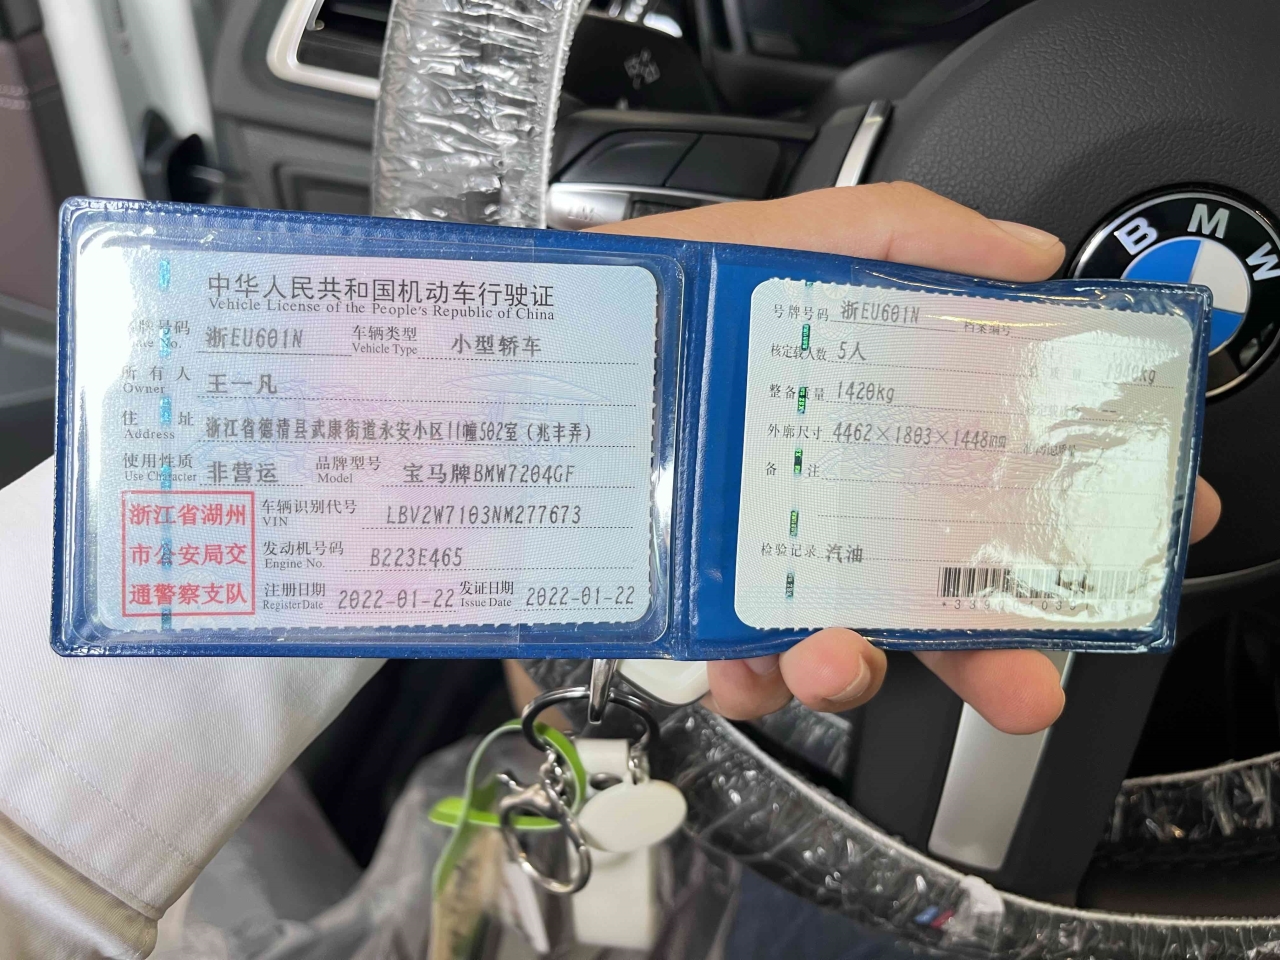 中华人民共和国机动车行驶证
Vehicle License of the People's Republic of China
号牌号码 浙EU601N 车辆类型 小型轿车
Plate No. Vehicle Type
所有人 王一凡
Owner
住址 浙江省德清县武康街道永安小区11幢502室（兆丰弄）
Address
使用性质 非营运 品牌型号 宝马牌BMW7204GF
Use Character Model
浙江省湖州
市公安局交
通警察支队
车辆识别代号 LBV2W7103NM277673
VIN
发动机号码 B223E465
Engine No.
注册日期 2022-01-22 发证日期 2022-01-22
Register Date Issue Date
号牌号码 浙EU601N 档案编号
核定载人数 5人
整备质量 1420kg
外廓尺寸 4462×1803×1448mm
备注
检验记录 汽油
BMW